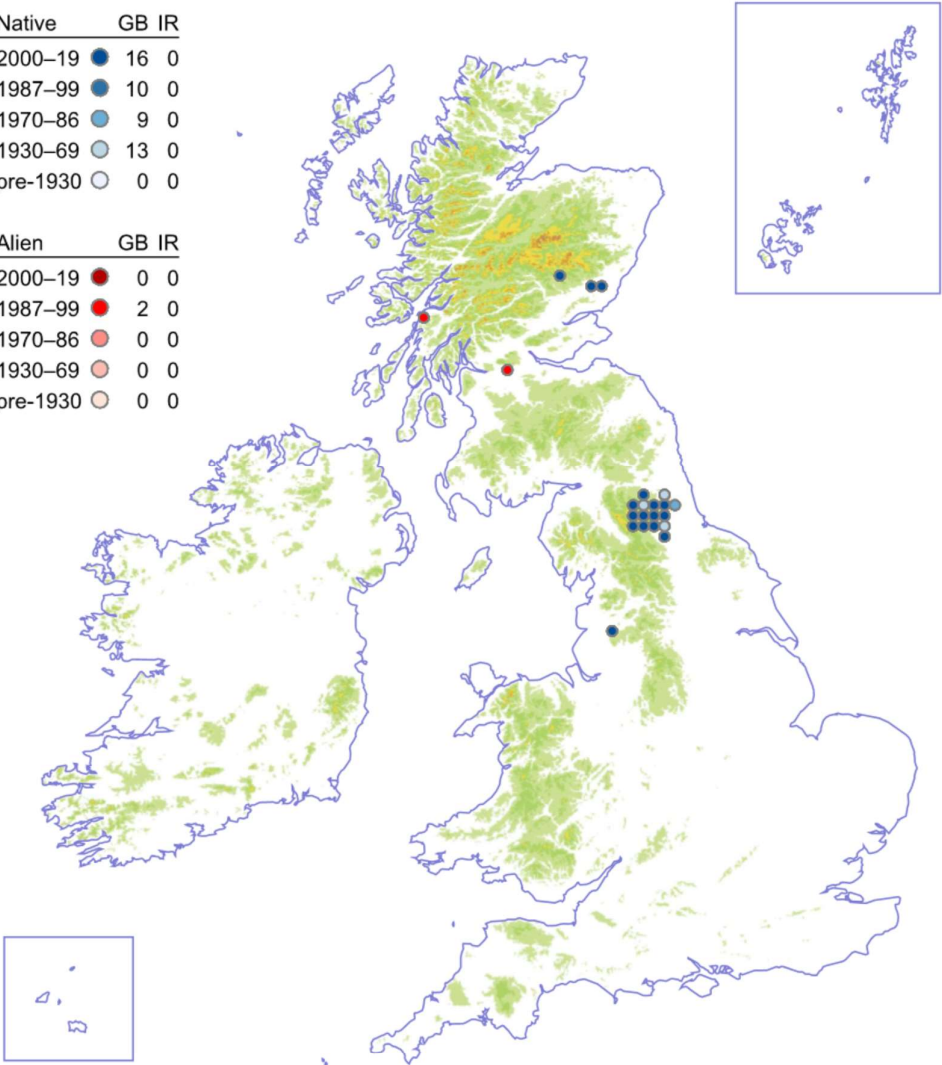 Native GB IR
2000–19 16 0
1987–99 10 0
1970–86 9 0
1930–69 13 0
pre-1930 0 0
Alien GB IR
2000–19 0 0
1987–99 2 0
1970–86 0 0
1930–69 0 0
pre-1930 0 0